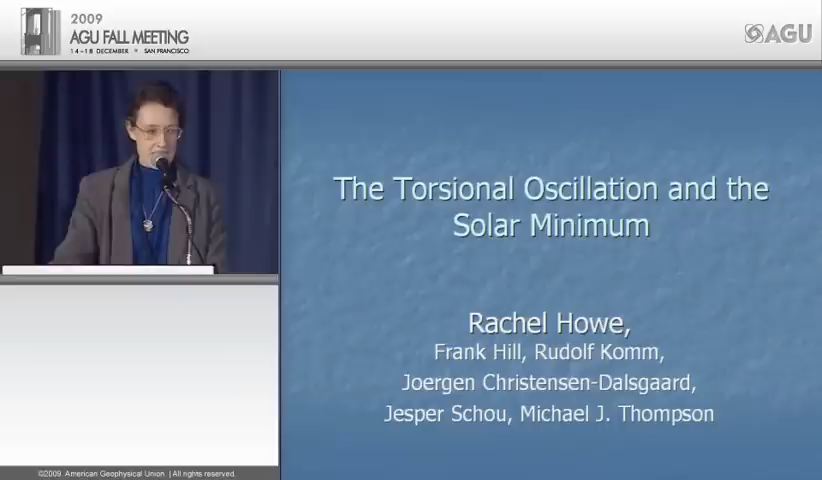 2009
AGU FALL MEETING
14–18 DECEMBER • SAN FRANCISCO
AGU
The Torsional Oscillation and the
Solar Minimum
Rachel Howe,
Frank Hill, Rudolf Komm,
Joergen Christensen-Dalsgaard,
Jesper Schou, Michael J. Thompson
©2009 American Geophysical Union. | All rights reserved.